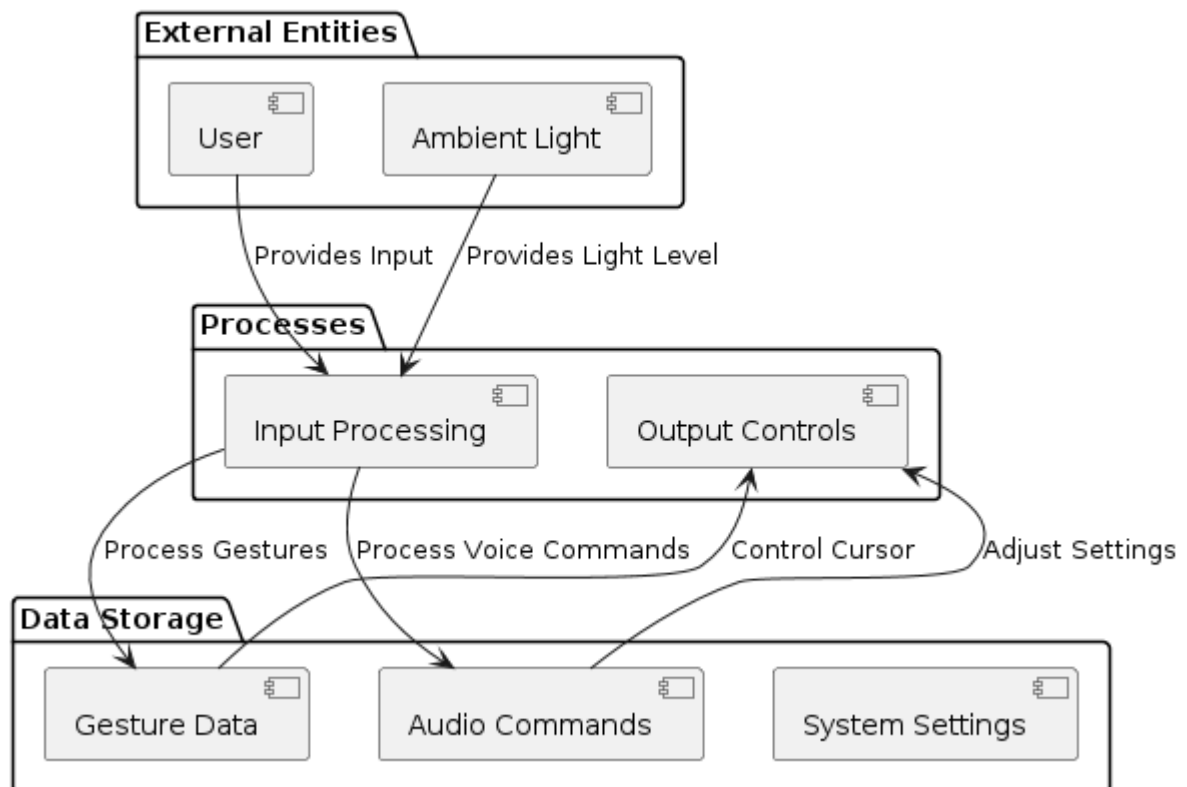 External Entities
User
Ambient Light
Provides Input
Provides Light Level
Processes
Input Processing
Output Controls
Process Gestures
Process Voice Commands
Control Cursor
Adjust Settings
Data Storage
Gesture Data
Audio Commands
System Settings